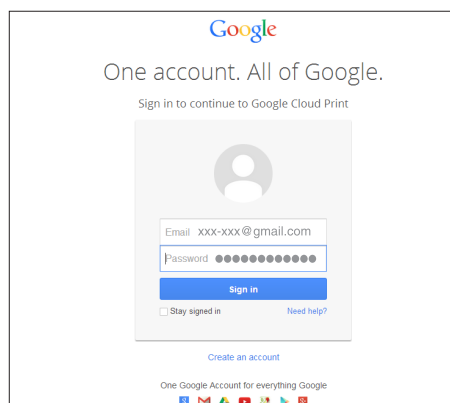 Google
One account. All of Google.
Sign in to continue to Google Cloud Print
Email xxx-xxx@gmail.com
Password ●●●●●●●●●●●●
Sign in
Stay signed in Need help?
Create an account
One Google Account for everything Google